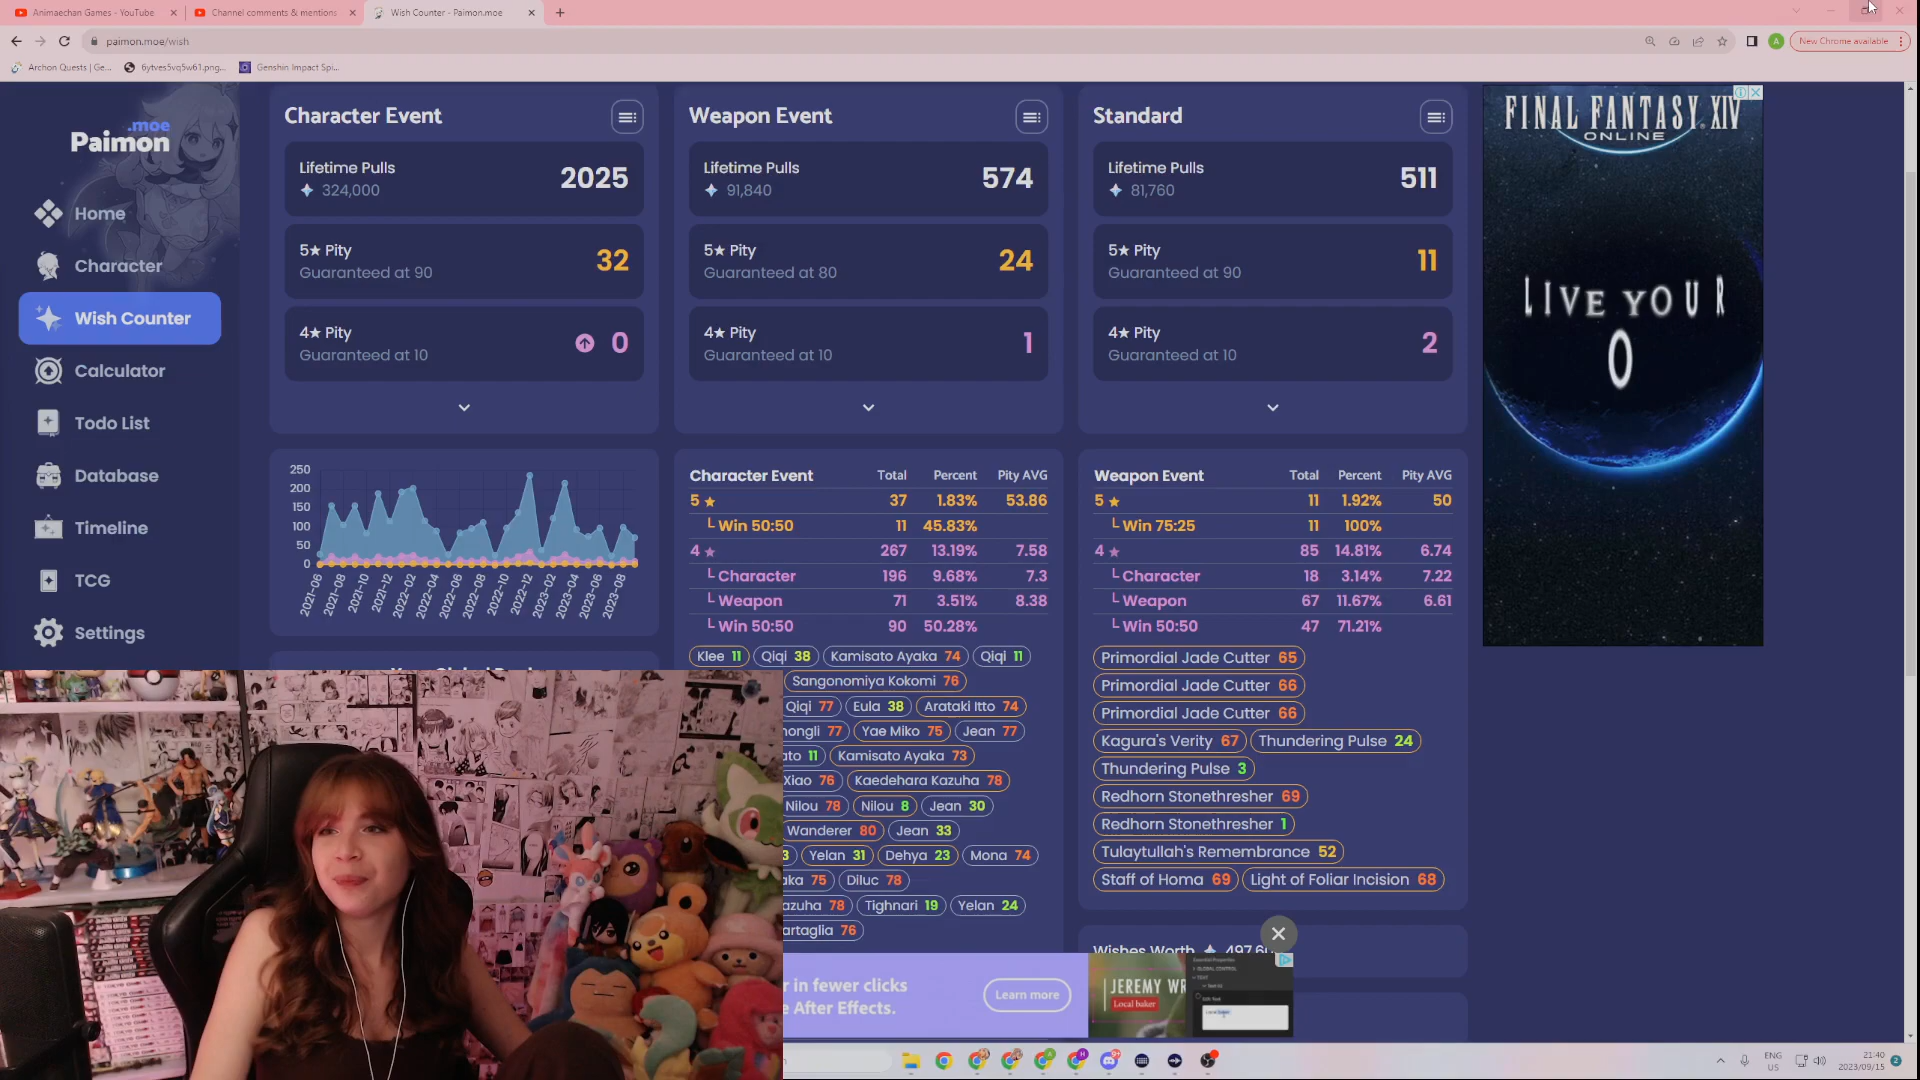 Animaechan Games - YouTube
Channel comments & mentions
Wish Counter - Paimon.moe
paimon.moe/wish
New Chrome available
Archon Quests | Ge...
6ytves5vq5w61.png...
Genshin Impact Spi...
.moe
Paimon
Home
Character
Wish Counter
Calculator
Todo List
Database
Timeline
TCG
Settings
Character Event
Lifetime Pulls
324,000
2025
5★ Pity
Guaranteed at 90
32
4★ Pity
Guaranteed at 10
0
Weapon Event
Lifetime Pulls
91,840
574
5★ Pity
Guaranteed at 80
24
4★ Pity
Guaranteed at 10
1
Standard
Lifetime Pulls
81,760
511
5★ Pity
Guaranteed at 90
11
4★ Pity
Guaranteed at 10
2
FINAL FANTASY XIV
ONLINE
LIVE YOUR
250
200
150
100
50
0
2021-06
2021-08
2021-10
2021-12
2022-02
2022-04
2022-06
2022-08
2022-10
2022-12
2023-02
2023-04
2023-06
2023-08
Character Event Total Percent Pity AVG
5 ★ 37 1.83% 53.86
Win 50:50 11 45.83%
4 ★ 267 13.19% 7.58
Character 196 9.68% 7.3
Weapon 71 3.51% 8.38
Win 50:50 90 50.28%
Klee 11 Qiqi 38 Kamisato Ayaka 74 Qiqi 11
Sangonomiya Kokomi 76
Qiqi 77 Eula 38 Arataki Itto 74
hongli 77 Yae Miko 75 Jean 77
ato 11 Kamisato Ayaka 73
Xiao 76 Kaedehara Kazuha 78
Nilou 78 Nilou 8 Jean 30
Wanderer 80 Jean 33
3 Yelan 31 Dehya 23 Mona 74
aka 75 Diluc 78
azuha 78 Tighnari 19 Yelan 24
artaglia 76
Weapon Event Total Percent Pity AVG
5 ★ 11 1.92% 50
Win 75:25 11 100%
4 ★ 85 14.81% 6.74
Character 18 3.14% 7.22
Weapon 67 11.67% 6.61
Win 50:50 47 71.21%
Primordial Jade Cutter 65
Primordial Jade Cutter 66
Primordial Jade Cutter 66
Kagura's Verity 67 Thundering Pulse 24
Thundering Pulse 3
Redhorn Stonethresher 69
Redhorn Stonethresher 1
Tulaytullah's Remembrance 52
Staff of Homa 69 Light of Foliar Incision 68
Wishes Worth
r in fewer clicks
e After Effects.
Learn more
JEREMY WR
Local baker
ENG
US
21:40
2023/09/15